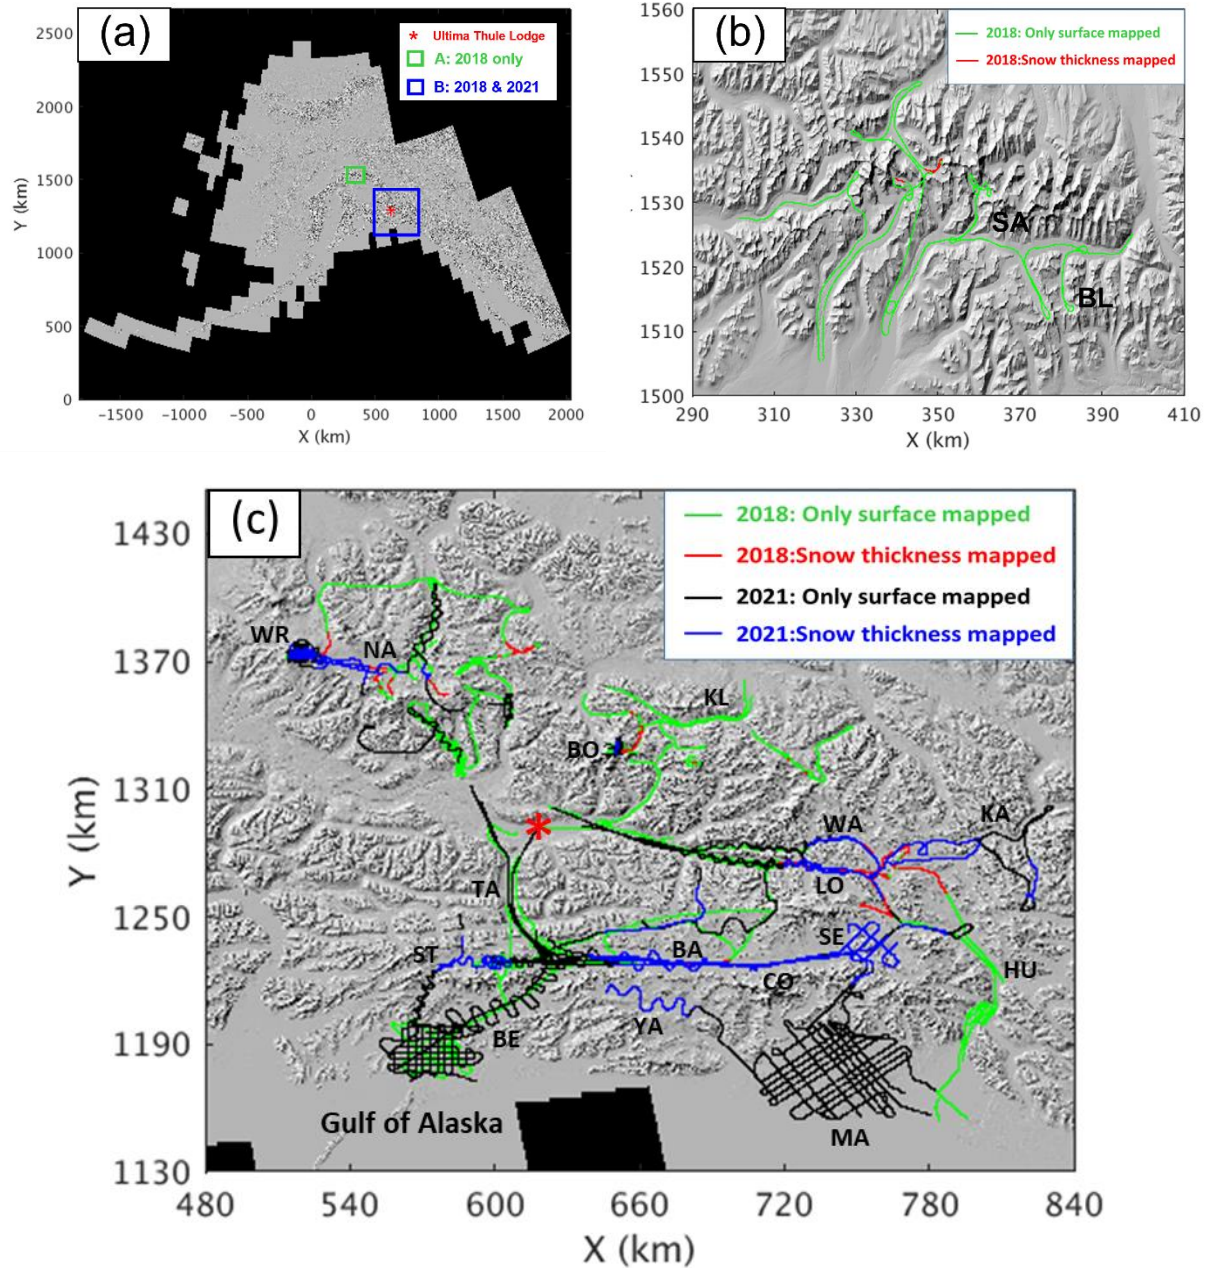 (a)
Ultima Thule Lodge
A: 2018 only
B: 2018 & 2021
2500
2000
1500
1000
500
0
Y (km)
−1500
−1000
−500
0
500
1000
1500
2000
X (km)
(b)
2018: Only surface mapped
2018:Snow thickness mapped
1560
1550
1540
1530
1520
1510
1500
SA
BL
290
310
330
350
370
390
410
X (km)
(c)
2018: Only surface mapped
2018:Snow thickness mapped
2021: Only surface mapped
2021:Snow thickness mapped
1430
1370
1310
1250
1190
1130
Y (km)
WR
NA
KL
BO
WA
KA
LO
TA
SE
ST
BA
CO
HU
YA
BE
Gulf of Alaska
MA
480
540
600
660
720
780
840
X (km)